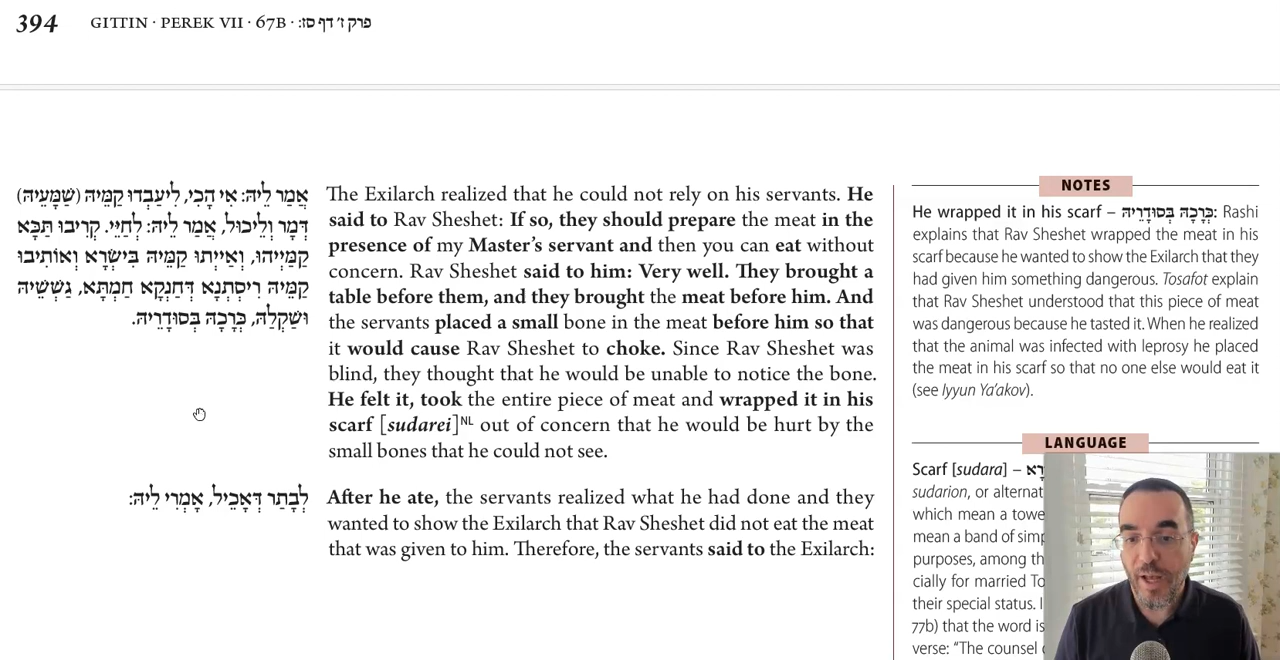 394 GITTIN · PEREK VII · 67B · פרק ז׳ דף סז:
אֲמַר לֵיהּ: אִי הָכִי, לִיעַבְדוּ קַמֵּיהּ (שַׁמָּעֵיהּ)
דְּמָר וְלֵיכוּל, אֲמַר לֵיהּ: לְחַיֵּי. קְרִיבוּ תַּכָּא
קַמַּיְיהוּ, וְאַיְיתוּ קַמֵּיהּ בִּישְׂרָא וְאוֹתִיבוּ
קַמֵּיהּ רִיסְתְּנָא דְּחַנְקָא חַמְתָּא, גַּשְּׁשֵׁיהּ
וּשְׁקָלַהּ, כְּרָכַהּ בְּסוּדָרֵיהּ.
The Exilarch realized that he could not rely on his servants. He
said to Rav Sheshet: If so, they should prepare the meat in the
presence of my Master's servant and then you can eat without
concern. Rav Sheshet said to him: Very well. They brought a
table before them, and they brought the meat before him. And
the servants placed a small bone in the meat before him so that
it would cause Rav Sheshet to choke. Since Rav Sheshet was
blind, they thought that he would be unable to notice the bone.
He felt it, took the entire piece of meat and wrapped it in his
scarf [sudarei]NL out of concern that he would be hurt by the
small bones that he could not see.
לְבָתַר דְּאָכֵיל, אָמְרִי לֵיהּ:
After he ate, the servants realized what he had done and they
wanted to show the Exilarch that Rav Sheshet did not eat the meat
that was given to him. Therefore, the servants said to the Exilarch:
NOTES
He wrapped it in his scarf – כְּרָכַהּ בְּסוּדָרֵיהּ: Rashi
explains that Rav Sheshet wrapped the meat in his
scarf because he wanted to show the Exilarch that they
had given him something dangerous. Tosafot explain
that Rav Sheshet understood that this piece of meat
was dangerous because he tasted it. When he realized
that the animal was infected with leprosy he placed
the meat in his scarf so that no one else would eat it
(see Iyyun Ya'akov).
LANGUAGE
Scarf [sudara] –
sudarion, or alternat
which mean a towe
mean a band of simp
purposes, among th
cially for married To
their special status. I
77b) that the word is
verse: "The counsel